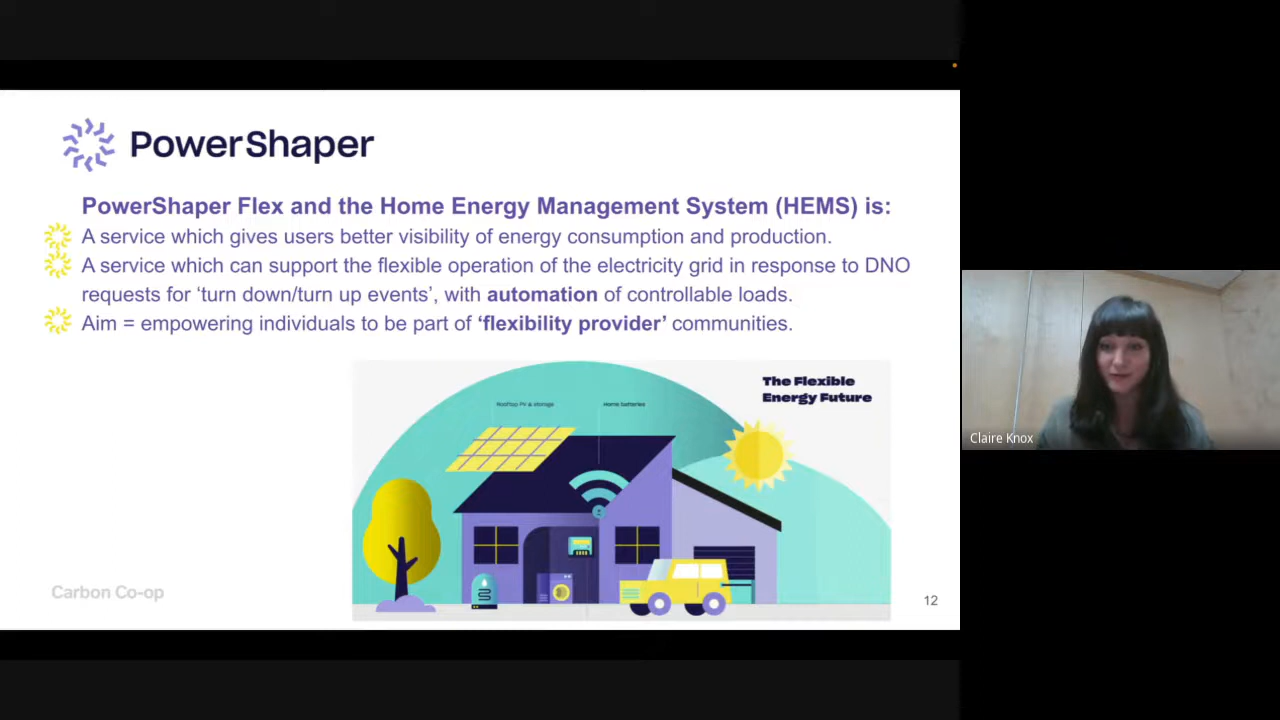 PowerShaper
PowerShaper Flex and the Home Energy Management System (HEMS) is:
A service which gives users better visibility of energy consumption and production.
A service which can support the flexible operation of the electricity grid in response to DNO
requests for ‘turn down/turn up events’, with automation of controllable loads.
Aim = empowering individuals to be part of ‘flexibility provider’ communities.
The Flexible
Energy Future
Rooftop PV & storage
Home batteries
Claire Knox
Carbon Co-op
12